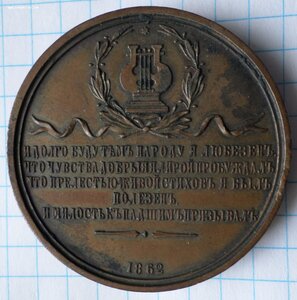 И ДОЛГО БУДУ ТѢМЪ НАРОДУ Я ЛЮБЕЗЕНЪ
ЧТО ЧУВСТВА ДОБРЫЯ Я ЛИРОЙ ПРОБУЖДАЛЪ
ЧТО ПРЕЛЕСТЬЮ ЖИВОЙ СТИХОВЪ Я БЫЛЪ
ПОЛЕЗЕНЪ
И МИЛОСТЬ КЪ ПАДШИМЪ ПРИЗЫВАЛЪ
1862